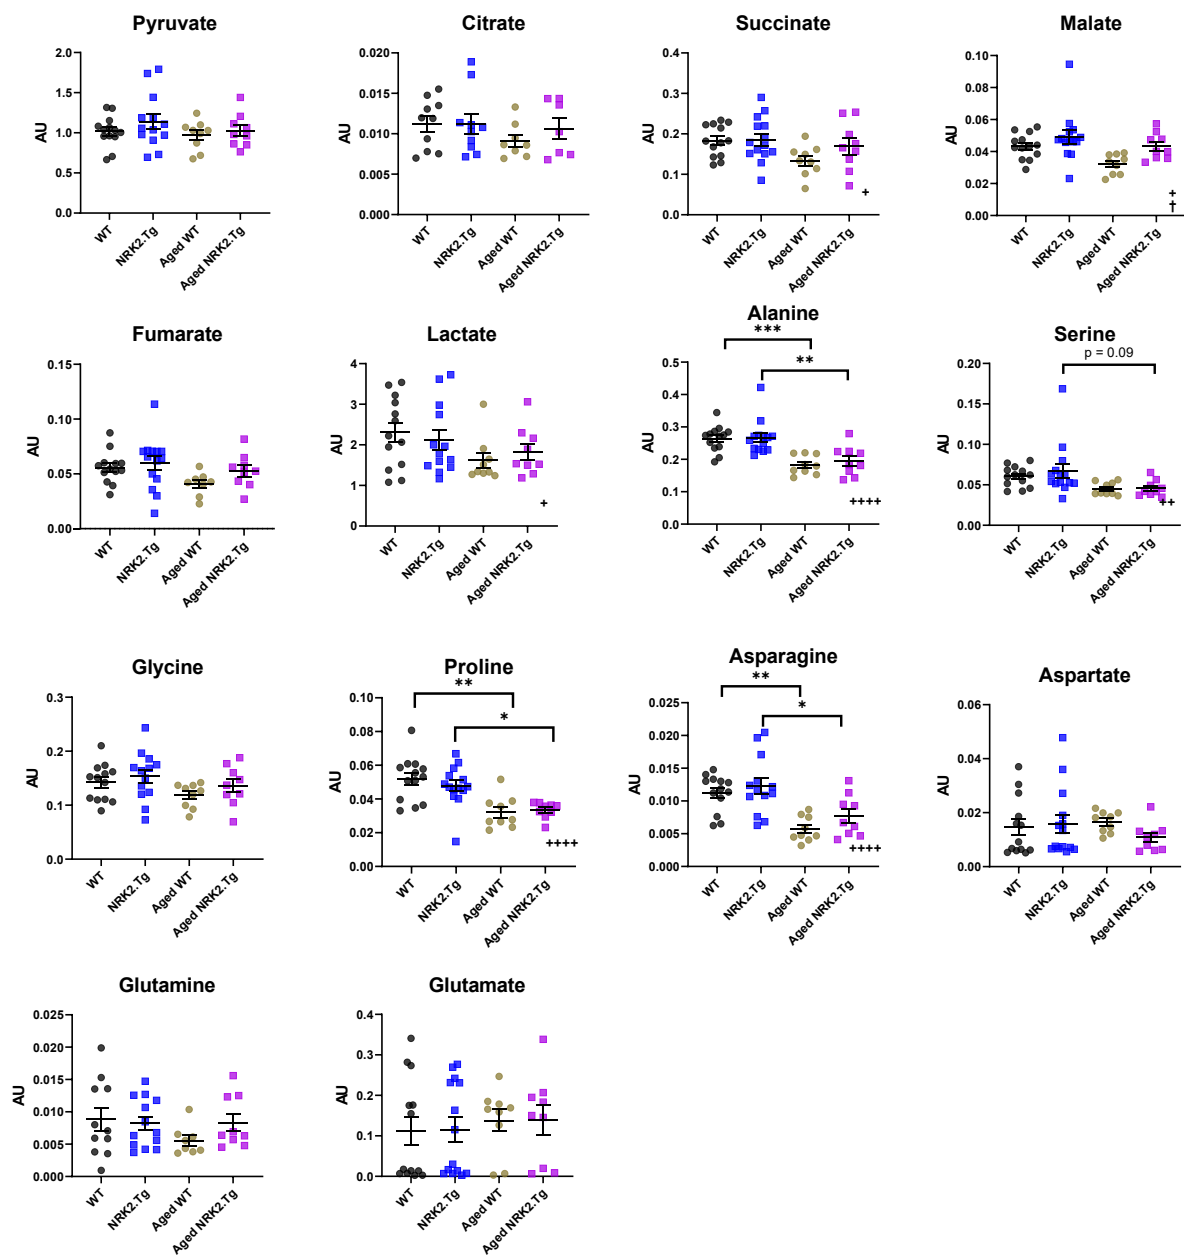 Pyruvate
AU
2.0
1.5
1.0
0.5
0.0
WT
NRK2.Tg
Aged WT
Aged NRK2.Tg
Citrate
AU
0.020
0.015
0.010
0.005
0.000
WT
NRK2.Tg
Aged WT
Aged NRK2.Tg
Succinate
AU
0.4
0.3
0.2
0.1
0.0
+
WT
NRK2.Tg
Aged WT
Aged NRK2.Tg
Malate
AU
0.10
0.08
0.06
0.04
0.02
0.00
+
†
WT
NRK2.Tg
Aged WT
Aged NRK2.Tg
Fumarate
AU
0.15
0.10
0.05
0.00
WT
NRK2.Tg
Aged WT
Aged NRK2.Tg
Lactate
AU
4
3
2
1
0
+
WT
NRK2.Tg
Aged WT
Aged NRK2.Tg
Alanine
***
**
AU
0.5
0.4
0.3
0.2
0.1
0.0
++++
WT
NRK2.Tg
Aged WT
Aged NRK2.Tg
Serine
p = 0.09
AU
0.20
0.15
0.10
0.05
0.00
++
WT
NRK2.Tg
Aged WT
Aged NRK2.Tg
Glycine
AU
0.3
0.2
0.1
0.0
WT
NRK2.Tg
Aged WT
Aged NRK2.Tg
Proline
**
*
AU
0.10
0.08
0.06
0.04
0.02
0.00
++++
WT
NRK2.Tg
Aged WT
Aged NRK2.Tg
Asparagine
**
*
AU
0.025
0.020
0.015
0.010
0.005
0.000
++++
WT
NRK2.Tg
Aged WT
Aged NRK2.Tg
Aspartate
AU
0.06
0.04
0.02
0.00
WT
NRK2.Tg
Aged WT
Aged NRK2.Tg
Glutamine
AU
0.025
0.020
0.015
0.010
0.005
0.000
WT
NRK2.Tg
Aged WT
Aged NRK2.Tg
Glutamate
AU
0.4
0.3
0.2
0.1
0.0
WT
NRK2.Tg
Aged WT
Aged NRK2.Tg